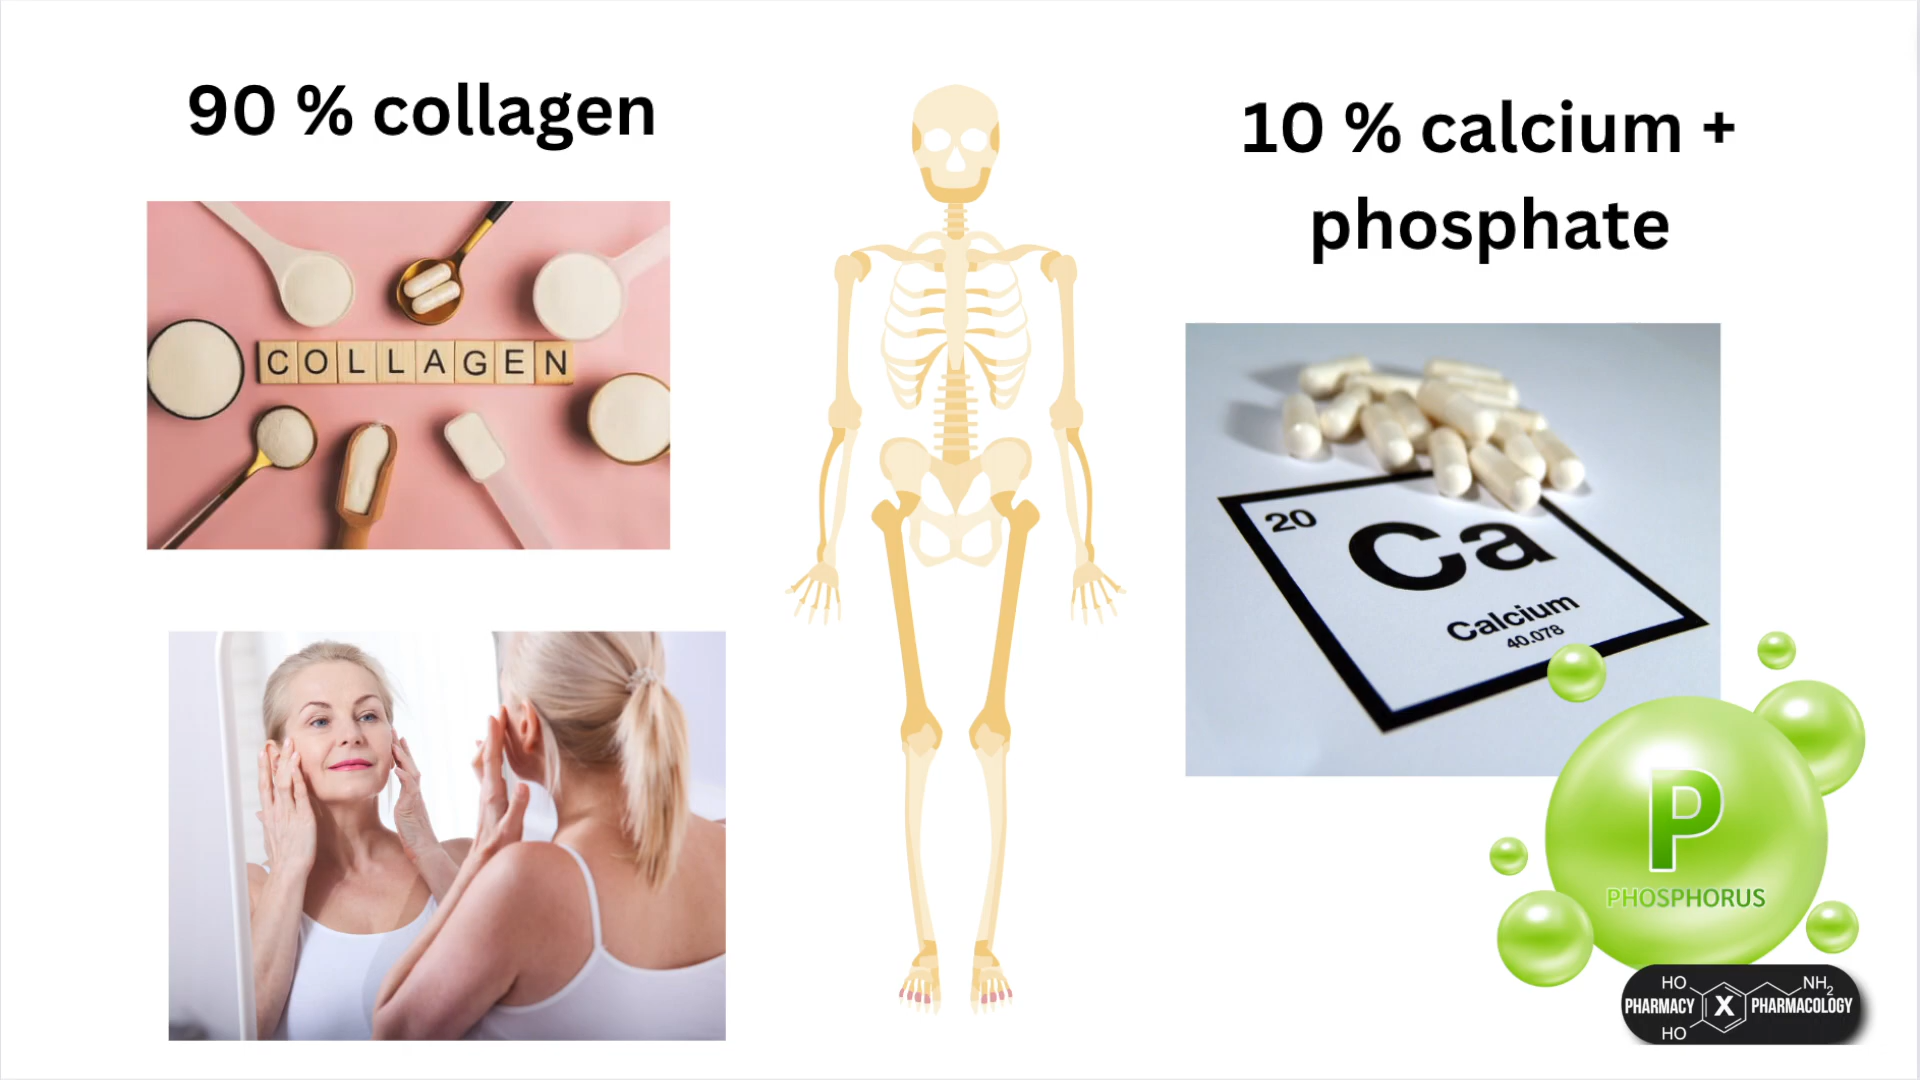 90 % collagen
10 % calcium +
phosphate
COLLAGEN
20
Ca
Calcium
40.078
P
PHOSPHORUS
HO NH2
PHARMACY X PHARMACOLOGY
HO